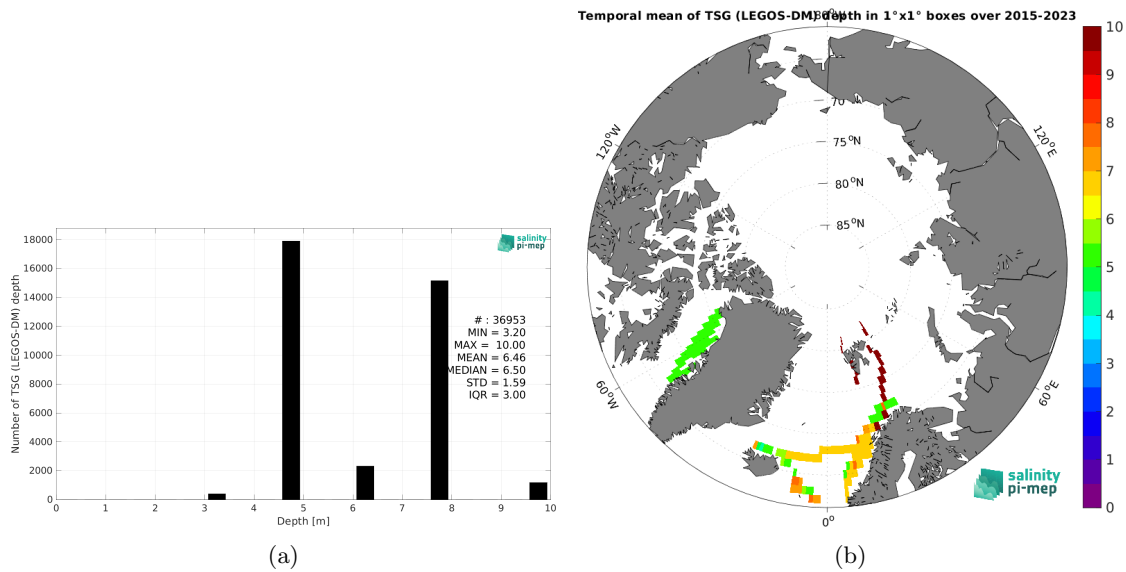 18000
16000
14000
12000
10000
8000
6000
4000
2000
0
0 1 2 3 4 5 6 7 8 9 10
Number of TSG (LEGOS-DM) depth
Depth [m]
salinity
pi-mep
# : 36953
MIN = 3.20
MAX = 10.00
MEAN = 6.46
MEDIAN = 6.50
STD = 1.59
IQR = 3.00
(a)
Temporal mean of TSG (LEGOS-DM) depth in 1°x1° boxes over 2015-2023
180°W
120°W
120°E
70
75°N
80°N
85°N
60°W
60°E
0°
10
9
8
7
6
5
4
3
2
1
0
salinity
pi-mep
(b)